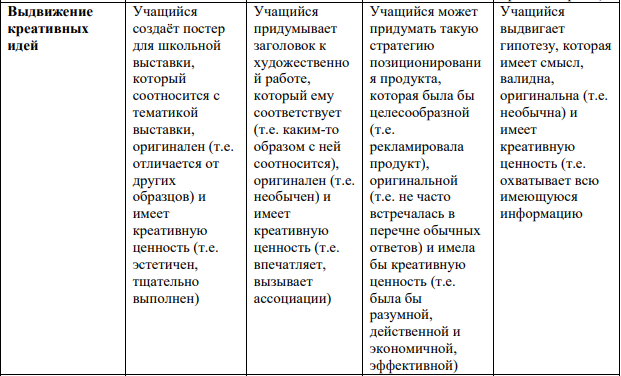 Выдвижение
креативных
идей
Учащийся
создаёт постер
для школьной
выставки,
который
соотносится с
тематикой
выставки,
оригинален (т.е.
отличается от
других
образцов) и
имеет
креативную
ценность (т.е.
эстетичен,
тщательно
выполнен)
Учащийся
придумывает
заголовок к
художественно
й работе,
который ему
соответствует
(т.е. каким-то
образом с ней
соотносится),
оригинален (т.е.
необычен) и
имеет
креативную
ценность (т.е.
впечатляет,
вызывает
ассоциации)
Учащийся может
придумать такую
стратегию
позиционировани
я продукта,
которая была бы
целесообразной
(т.е.
рекламировала
продукт),
оригинальной
(т.е. не часто
встречалась в
перечне обычных
ответов) и имела
бы креативную
ценность (т.е.
была бы
разумной,
действенной и
экономичной,
эффективной)
Учащийся
выдвигает
гипотезу, которая
имеет смысл,
валидна,
оригинальна (т.е.
необычна) и
имеет
креативную
ценность (т.е.
охватывает всю
имеющуюся
информацию